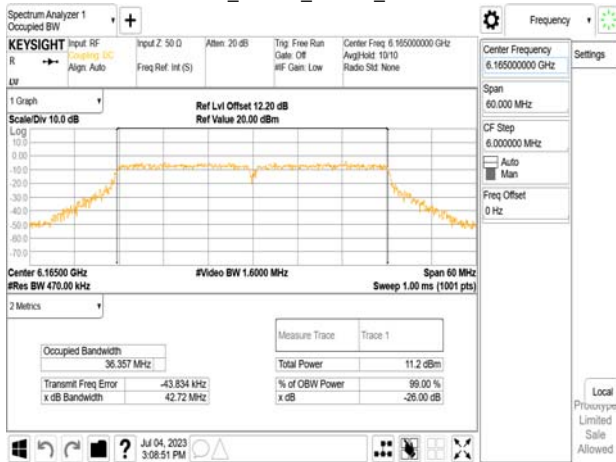 Spectrum Analyzer 1
Occupied BW
Frequency
KEYSIGHT
Input: RF
Coupling: DC
Align: Auto
Input Z: 50 Ω
Freq Ref: Int (S)
Atten: 20 dB
Trig: Free Run
Gate: Off
#IF Gain: Low
Center Freq: 6.165000000 GHz
Avg|Hold: 10/10
Radio Std: None
R
LW
1 Graph
Scale/Div 10.0 dB
Ref Lvl Offset 12.20 dB
Ref Value 20.00 dBm
Log
10.0
0.00
-10.0
-20.0
-30.0
-40.0
-50.0
-60.0
-70.0
Center 6.16500 GHz
#Res BW 470.00 kHz
#Video BW 1.6000 MHz
Span 60 MHz
Sweep 1.00 ms (1001 pts)
2 Metrics
Measure Trace
Trace 1
Occupied Bandwidth
36.357 MHz
Total Power
11.2 dBm
Transmit Freq Error
-43.834 kHz
% of OBW Power
99.00 %
x dB Bandwidth
42.72 MHz
x dB
-26.00 dB
Center Frequency
6.165000000 GHz
Settings
Span
60.000 MHz
CF Step
6.000000 MHz
Auto
Man
Freq Offset
0 Hz
Local
Prototype
Limited
Sale
Allowed
?
Jul 04, 2023
3:08:51 PM